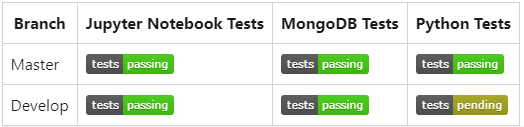 Branch Jupyter Notebook Tests MongoDB Tests Python Tests
Master tests passing tests passing tests passing
Develop tests passing tests passing tests pending